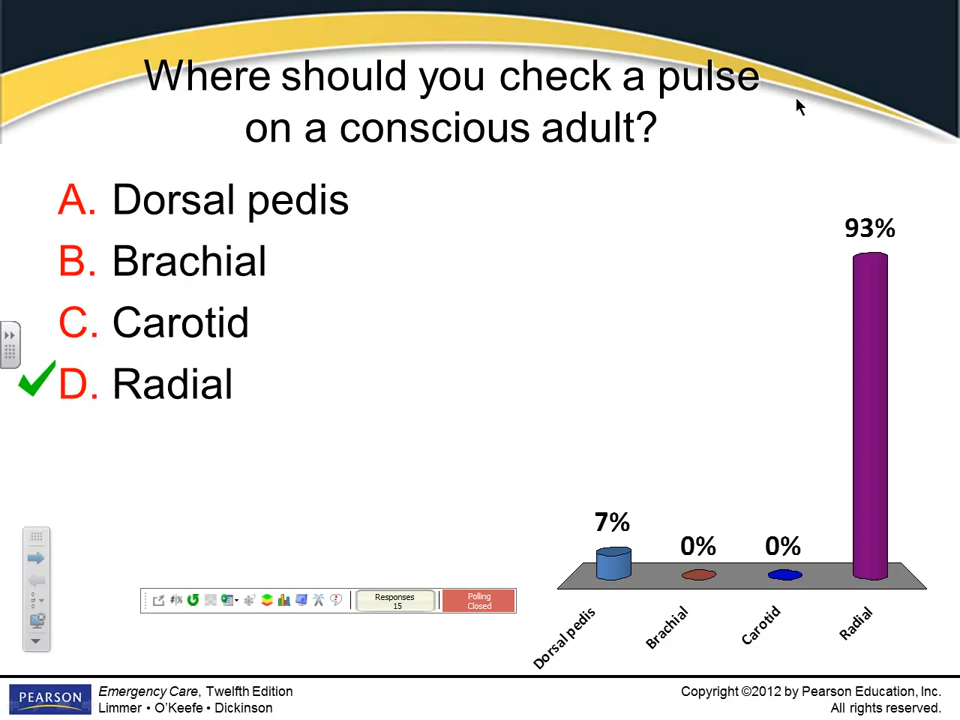 Where should you check a pulse
on a conscious adult?
A. Dorsal pedis
B. Brachial
C. Carotid
D. Radial
93%
7%
0%
0%
Dorsal pedis
Brachial
Carotid
Radial
Responses
15
Polling
Closed
PEARSON
Emergency Care, Twelfth Edition
Limmer • O'Keefe • Dickinson
Copyright ©2012 by Pearson Education, Inc.
All rights reserved.